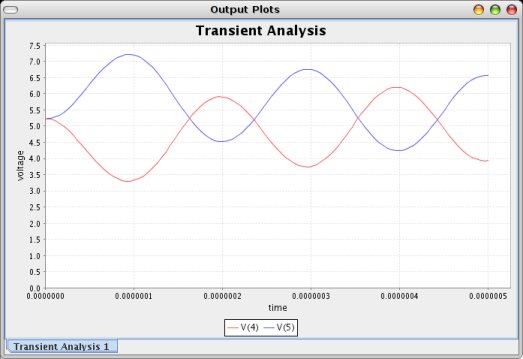 Output Plots
Transient Analysis
7.5
7.0
6.5
6.0
5.5
5.0
4.5
4.0
3.5
3.0
2.5
2.0
1.5
1.0
0.5
0.0
voltage
0.0000000 0.0000001 0.0000002 0.0000003 0.0000004 0.0000005
time
V(4) V(5)
Transient Analysis 1